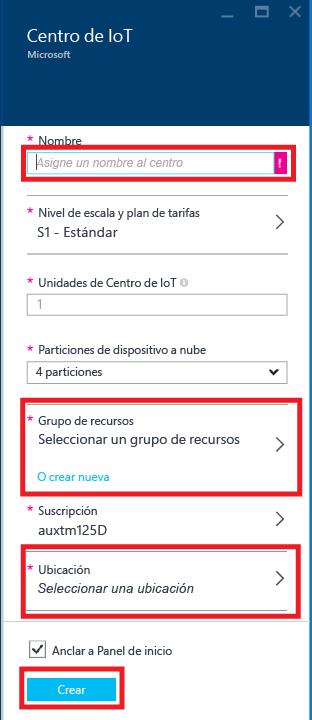 Centro de IoT
Microsoft
* Nombre
Asigne un nombre al centro
!
* Nivel de escala y plan de tarifas
S1 - Estándar
* Unidades de Centro de IoT
1
* Particiones de dispositivo a nube
4 particiones
* Grupo de recursos
Seleccionar un grupo de recursos
O crear nueva
* Suscripción
auxtm125D
* Ubicación
Seleccionar una ubicación
Anclar a Panel de inicio
Crear